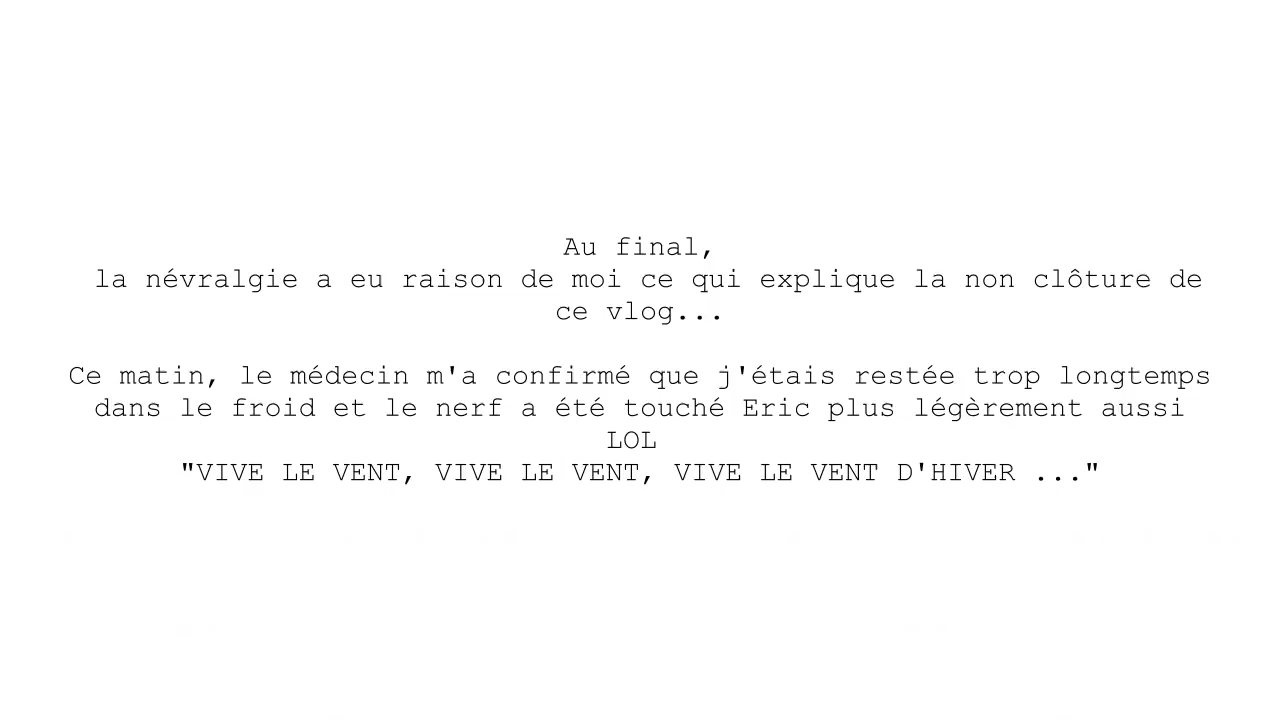 Au final,
la névralgie a eu raison de moi ce qui explique la non clôture de
ce vlog...
Ce matin, le médecin m'a confirmé que j'étais restée trop longtemps
dans le froid et le nerf a été touché Eric plus légèrement aussi
LOL
"VIVE LE VENT, VIVE LE VENT, VIVE LE VENT D'HIVER ..."